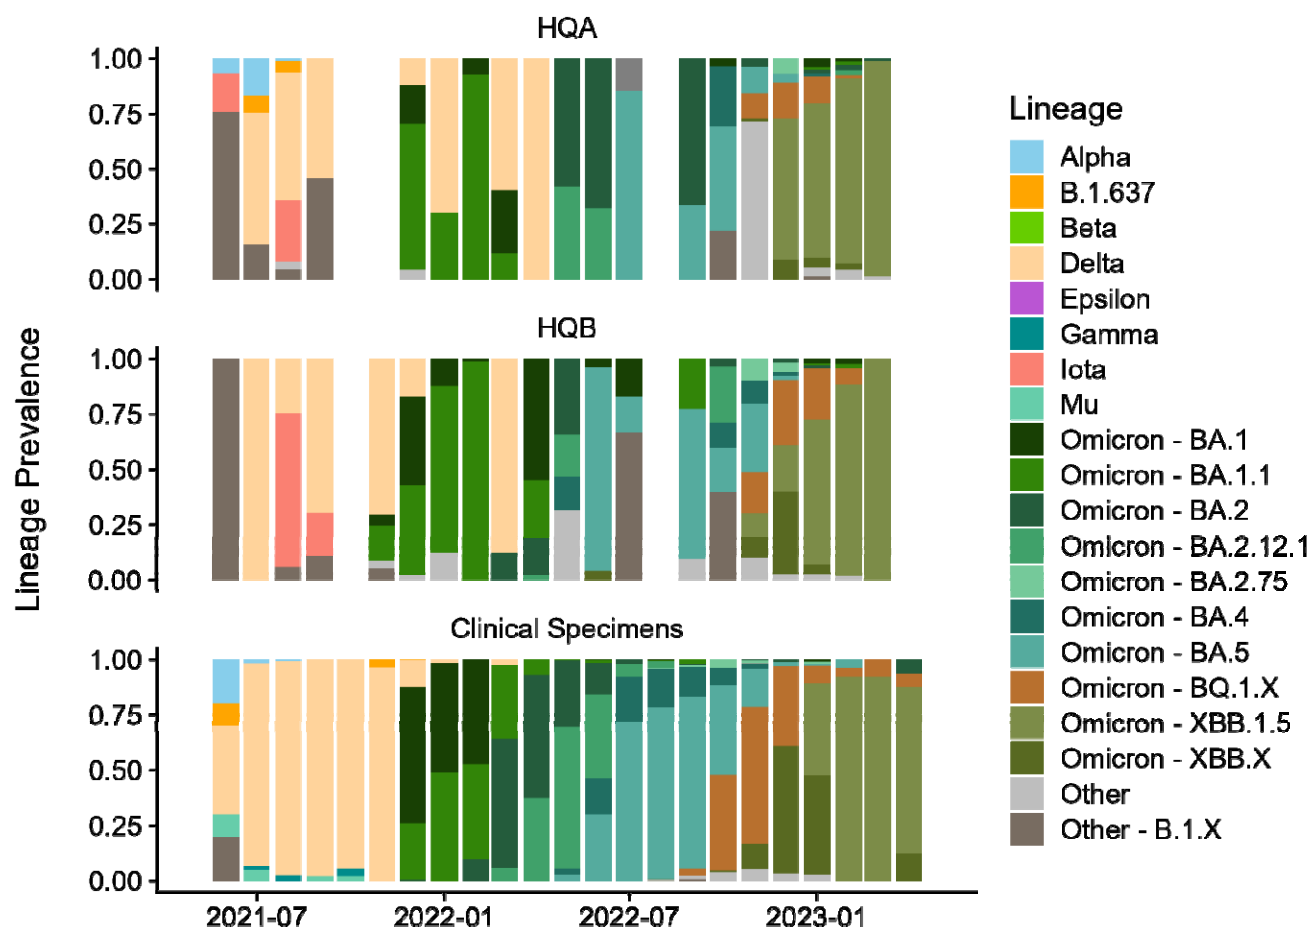 HQA
1.00
0.75
0.50
0.25
0.00
HQB
1.00
0.75
0.50
0.25
0.00
Clinical Specimens
1.00
0.75
0.50
0.25
0.00
2021-07
2022-01
2022-07
2023-01
Lineage Prevalence
Lineage
Alpha
B.1.637
Beta
Delta
Epsilon
Gamma
Iota
Mu
Omicron - BA.1
Omicron - BA.1.1
Omicron - BA.2
Omicron - BA.2.12.1
Omicron - BA.2.75
Omicron - BA.4
Omicron - BA.5
Omicron - BQ.1.X
Omicron - XBB.1.5
Omicron - XBB.X
Other
Other - B.1.X